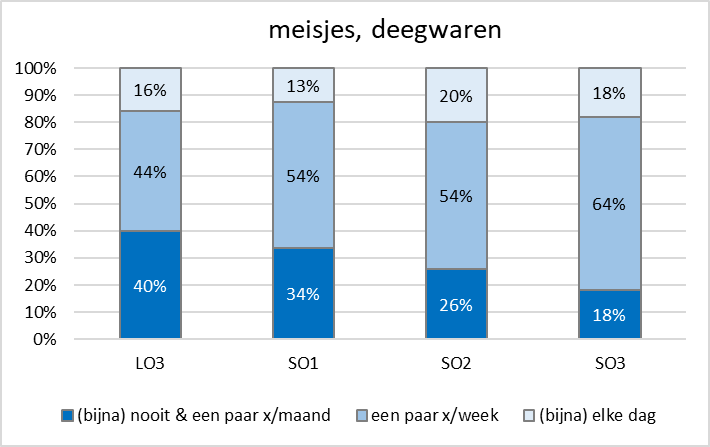 meisjes, deegwaren
100%
90%
80%
70%
60%
50%
40%
30%
20%
10%
0%
16% 13% 20% 18%
44% 54% 54% 64%
40% 34% 26% 18%
LO3 SO1 SO2 SO3
(bijna) nooit & een paar x/maand een paar x/week (bijna) elke dag